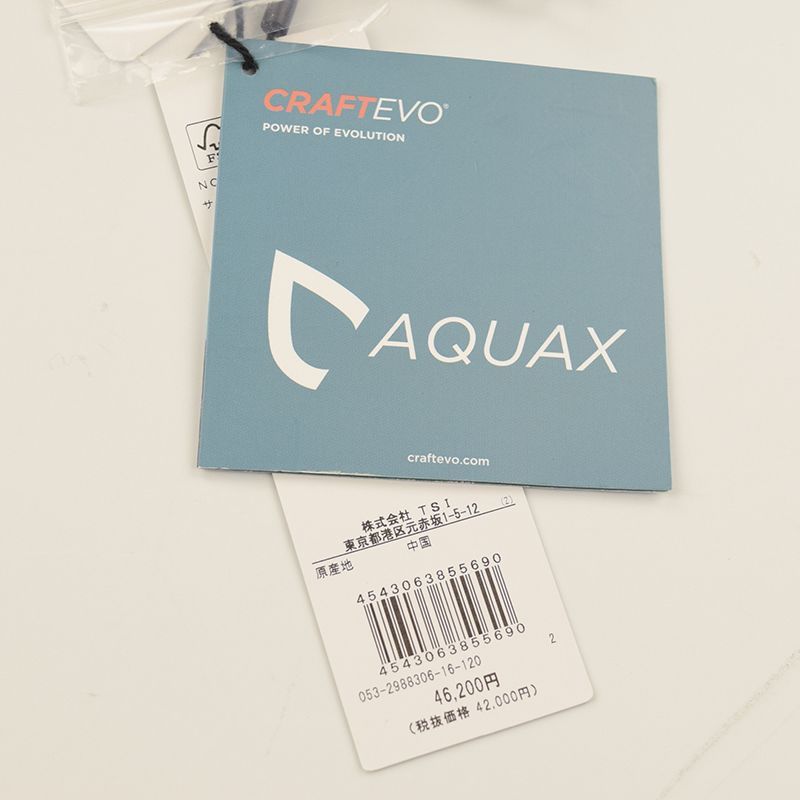 CRAFTEVO®
POWER OF EVOLUTION
AQUAX
craftevo.com
NO
サ
株式会社 TSI (2)
東京都港区元赤坂1-5-12
原産地 中国
4543063855690
4543063855690
2
053-2988306-16-120
46,200円
(税抜価格 42,000円)